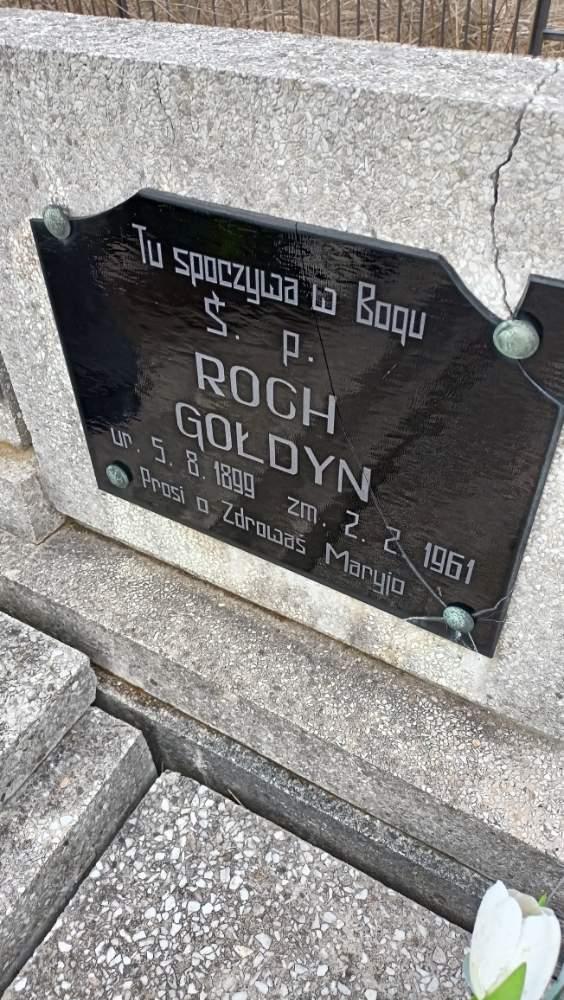 Tu spoczywa w Bogu
Ś. p.
ROCH
GOŁDYN
ur. 5. 8. 1899 zm. 2. 2 1961
Prosi o Zdrowaś Maryjo